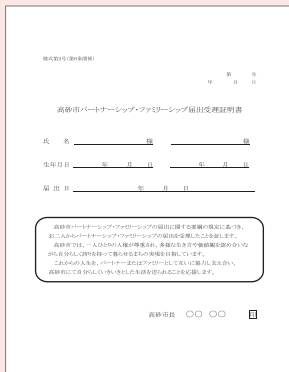 様式第3号(第6条関係)
第　　号
年　　月　　日
高砂市パートナーシップ・ファミリーシップ届出受理証明書
氏　名　　　　　　様　　　　　　様
生年月日　　年　月　日　　　年　月　日
届出日　　　　年　　月　　日
高砂市パートナーシップ・ファミリーシップの届出に関する要綱の規定に基づき、
お二人からパートナーシップ・ファミリーシップの届出を受理したことを証します。
高砂市では、一人ひとりの人権が尊重され、多様な生き方や価値観を認め合いな
がら自分らしく誇りを持って暮らせるまちの実現を目指しています。
これからの人生を、パートナーまたはファミリーとして互いに協力し支え合い、
高砂市にて自分らしくいきいきとした生活を送られることを応援します。
高砂市長　〇〇 〇〇　印